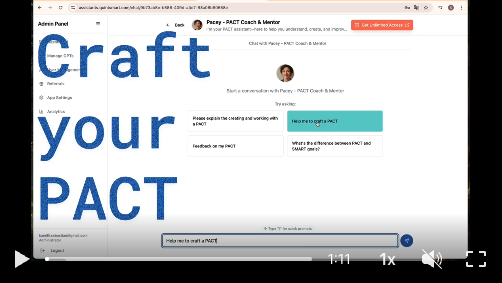 Admin Panel
Back
Pacey - PACT Coach & Mentor
Get Unlimited Access
Chat with Pacey - PACT Coach & Mentor
Craft
your
PACT
Manage GPTs
Referrals
App Settings
Analytics
Start a conversation with Pacey - PACT Coach & Mentor
Try asking:
Please explain the creating and working with a PACT
Help me to craft a PACT
Feedback on my PACT
What's the difference between PACT and SMART goals?
Administrator
Logout
Help me to craft a PACT
1:11
1x